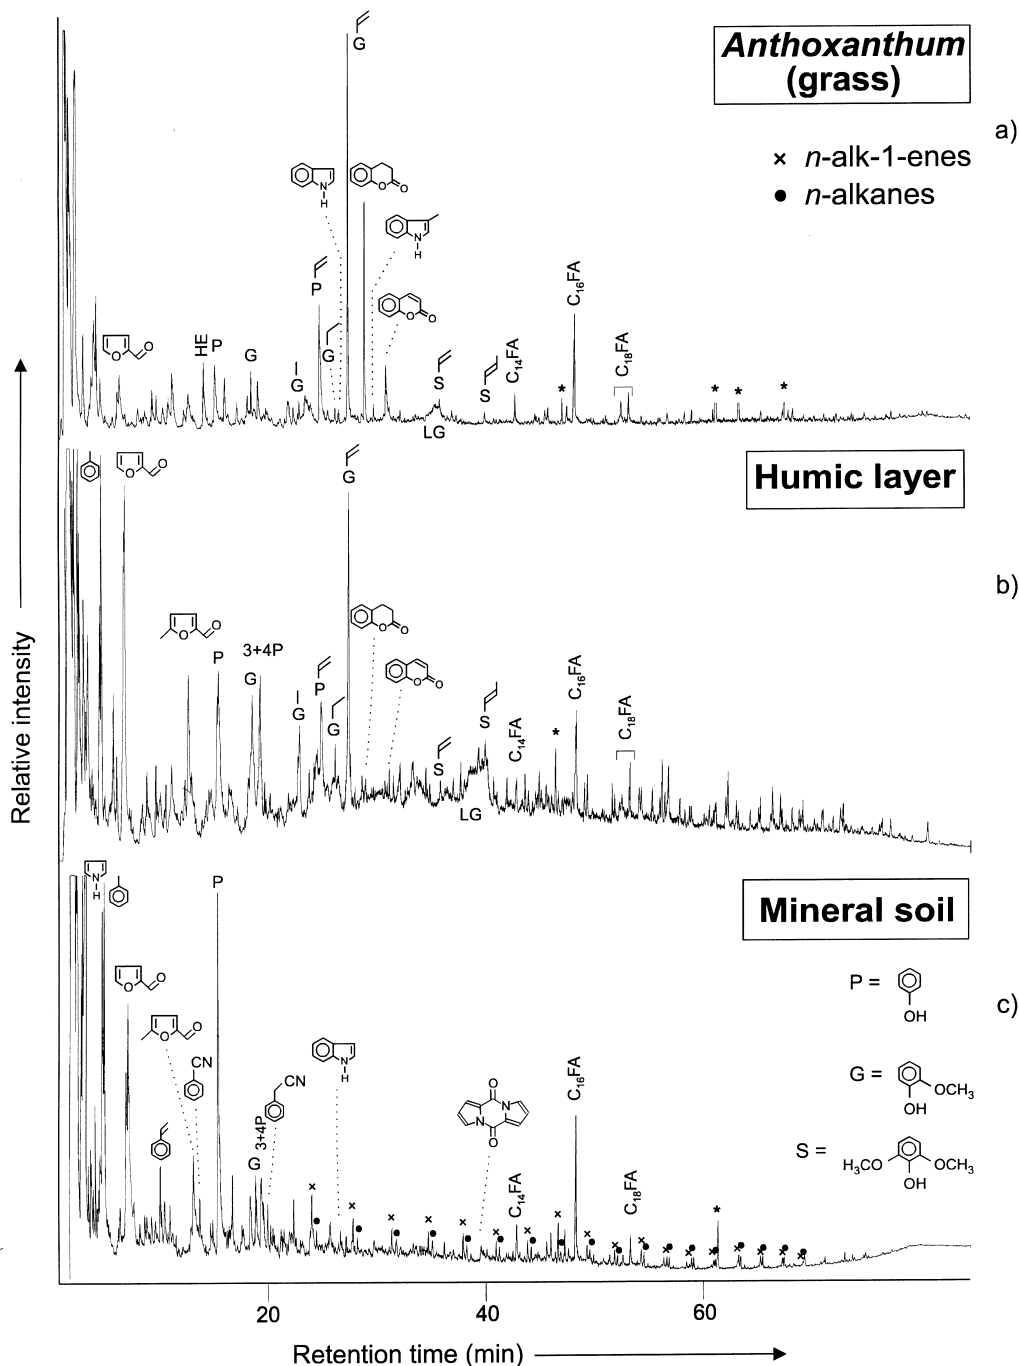 Anthoxanthum
(grass)
a)
× n-alk-1-enes
● n-alkanes
G
N
H
O
O
N
H
P
G
O
O
O
O
HE
P
G
G
S
S
C14FA
C16FA
C18FA
*
*
*
*
LG
Humic layer
b)
O
O
G
O
O
O
O
P
3+4P
G
G
P
G
O
O
S
S
C14FA
*
C16FA
C18FA
LG
Relative intensity
Mineral soil
c)
N
H
P
O
O
O
O
CN
G
3+4P
CN
N
H
O
N
N
O
C14FA
C16FA
C18FA
*
P =
OH
G =
OCH3
OH
S =
H3CO
OCH3
OH
20
40
60
Retention time (min)